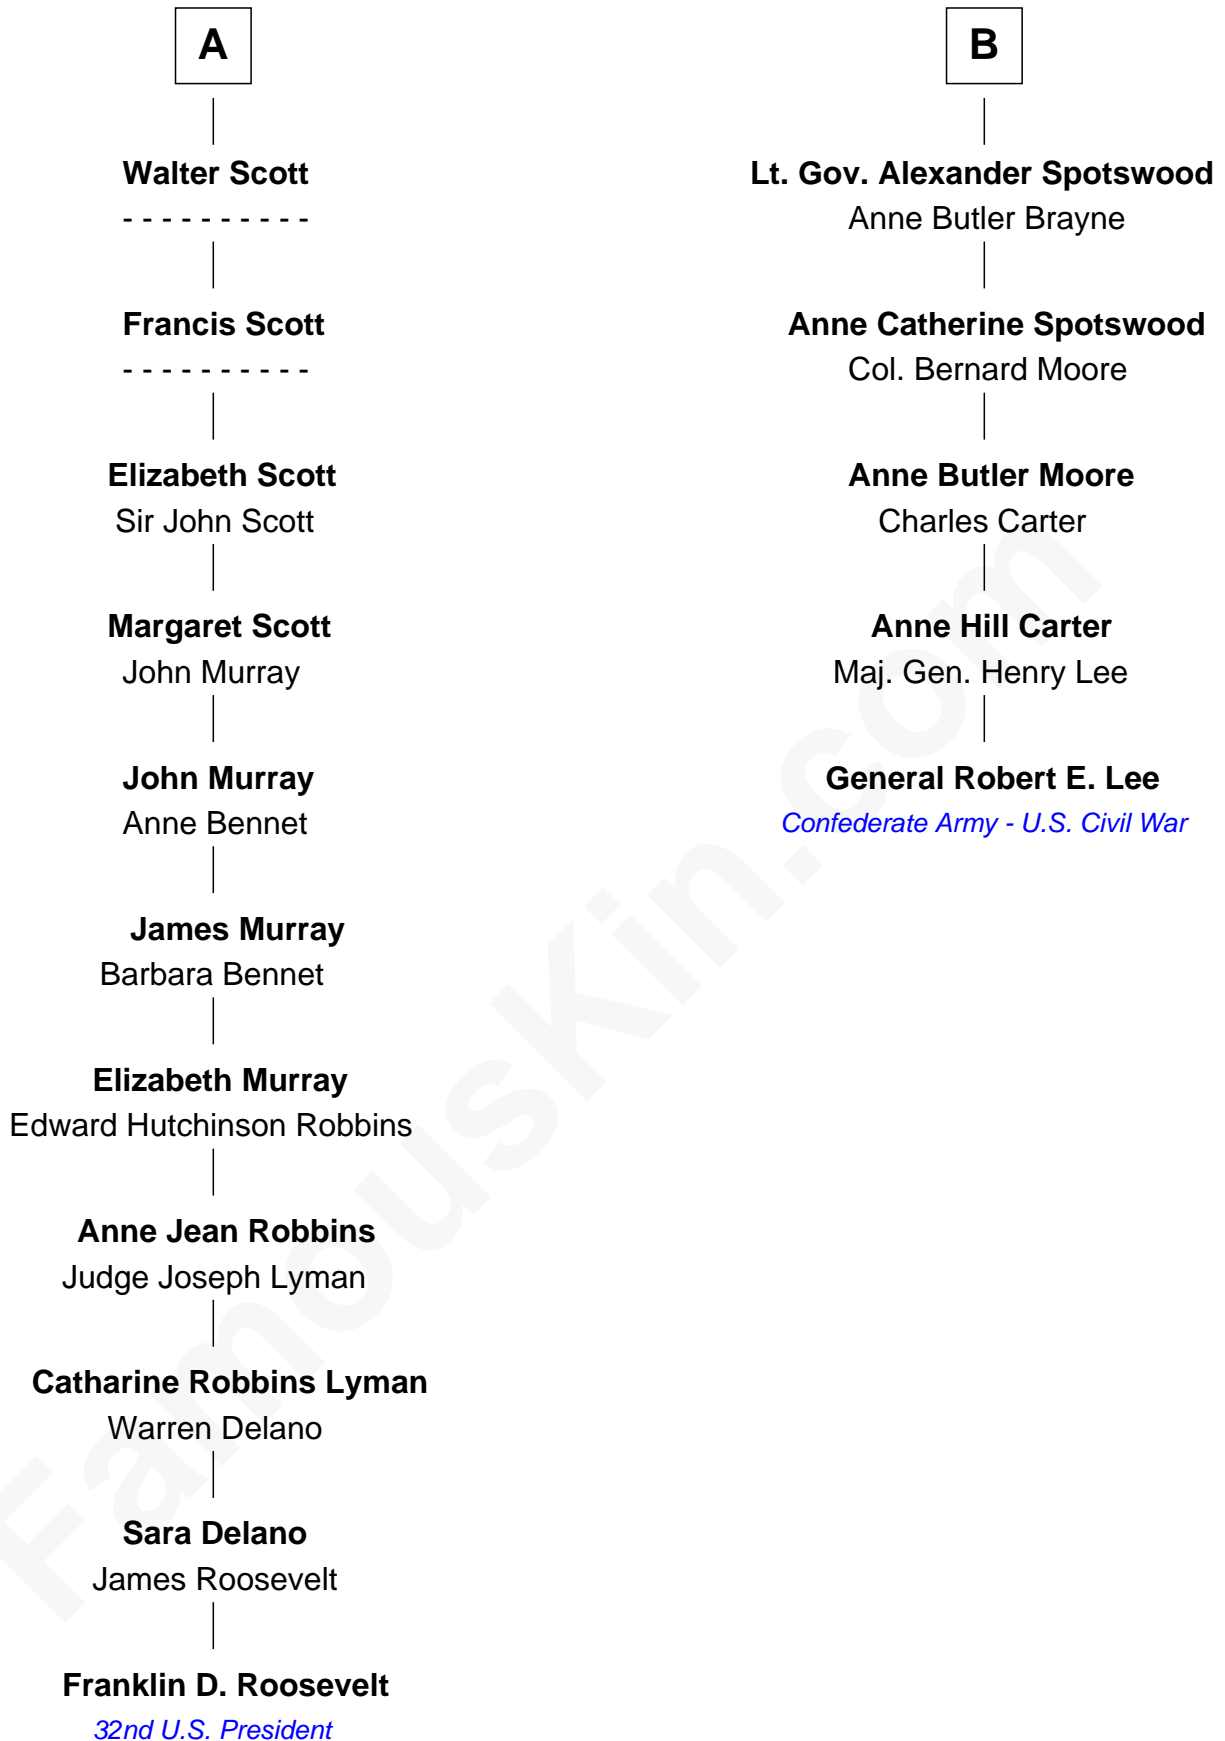 A
Walter Scott
- - - - - - - - - -
Francis Scott
- - - - - - - - - -
Elizabeth Scott
Sir John Scott
Margaret Scott
John Murray
John Murray
Anne Bennet
James Murray
Barbara Bennet
Elizabeth Murray
Edward Hutchinson Robbins
Anne Jean Robbins
Judge Joseph Lyman
Catharine Robbins Lyman
Warren Delano
Sara Delano
James Roosevelt
Franklin D. Roosevelt
32nd U.S. President
B
Lt. Gov. Alexander Spotswood
Anne Butler Brayne
Anne Catherine Spotswood
Col. Bernard Moore
Anne Butler Moore
Charles Carter
Anne Hill Carter
Maj. Gen. Henry Lee
General Robert E. Lee
Confederate Army - U.S. Civil War
FamousKin.com